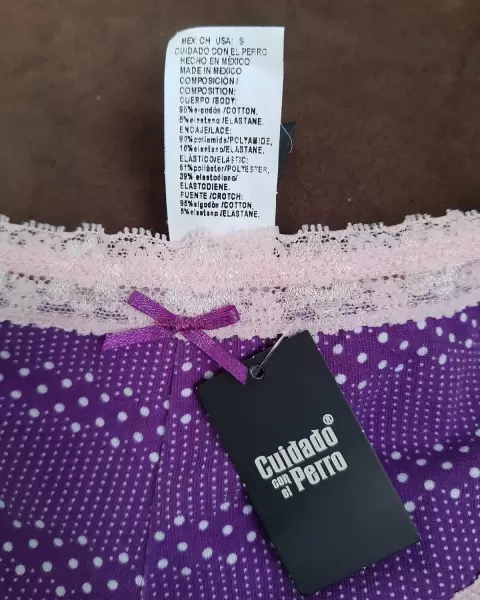 MEX: CH USA: S
CUIDADO CON EL PERRO
HECHO EN MÉXICO
MADE IN MEXICO
COMPOSICIÓN /
COMPOSITION:
CUERPO /BODY:
95% algodón /COTTON,
5% elastano /ELASTANE.
ENCAJE/LACE:
90% poliamida/POLYAMIDE,
10% elastano/ELASTANE.
ELÁSTICO/ELASTIC:
61% poliéster/POLYESTER,
39% elastodieno/
ELASTODIENE.
PUENTE /CROTCH:
95% algodón /COTTON,
5% elastano /ELASTANE.
Cuidado®
con
el Perro